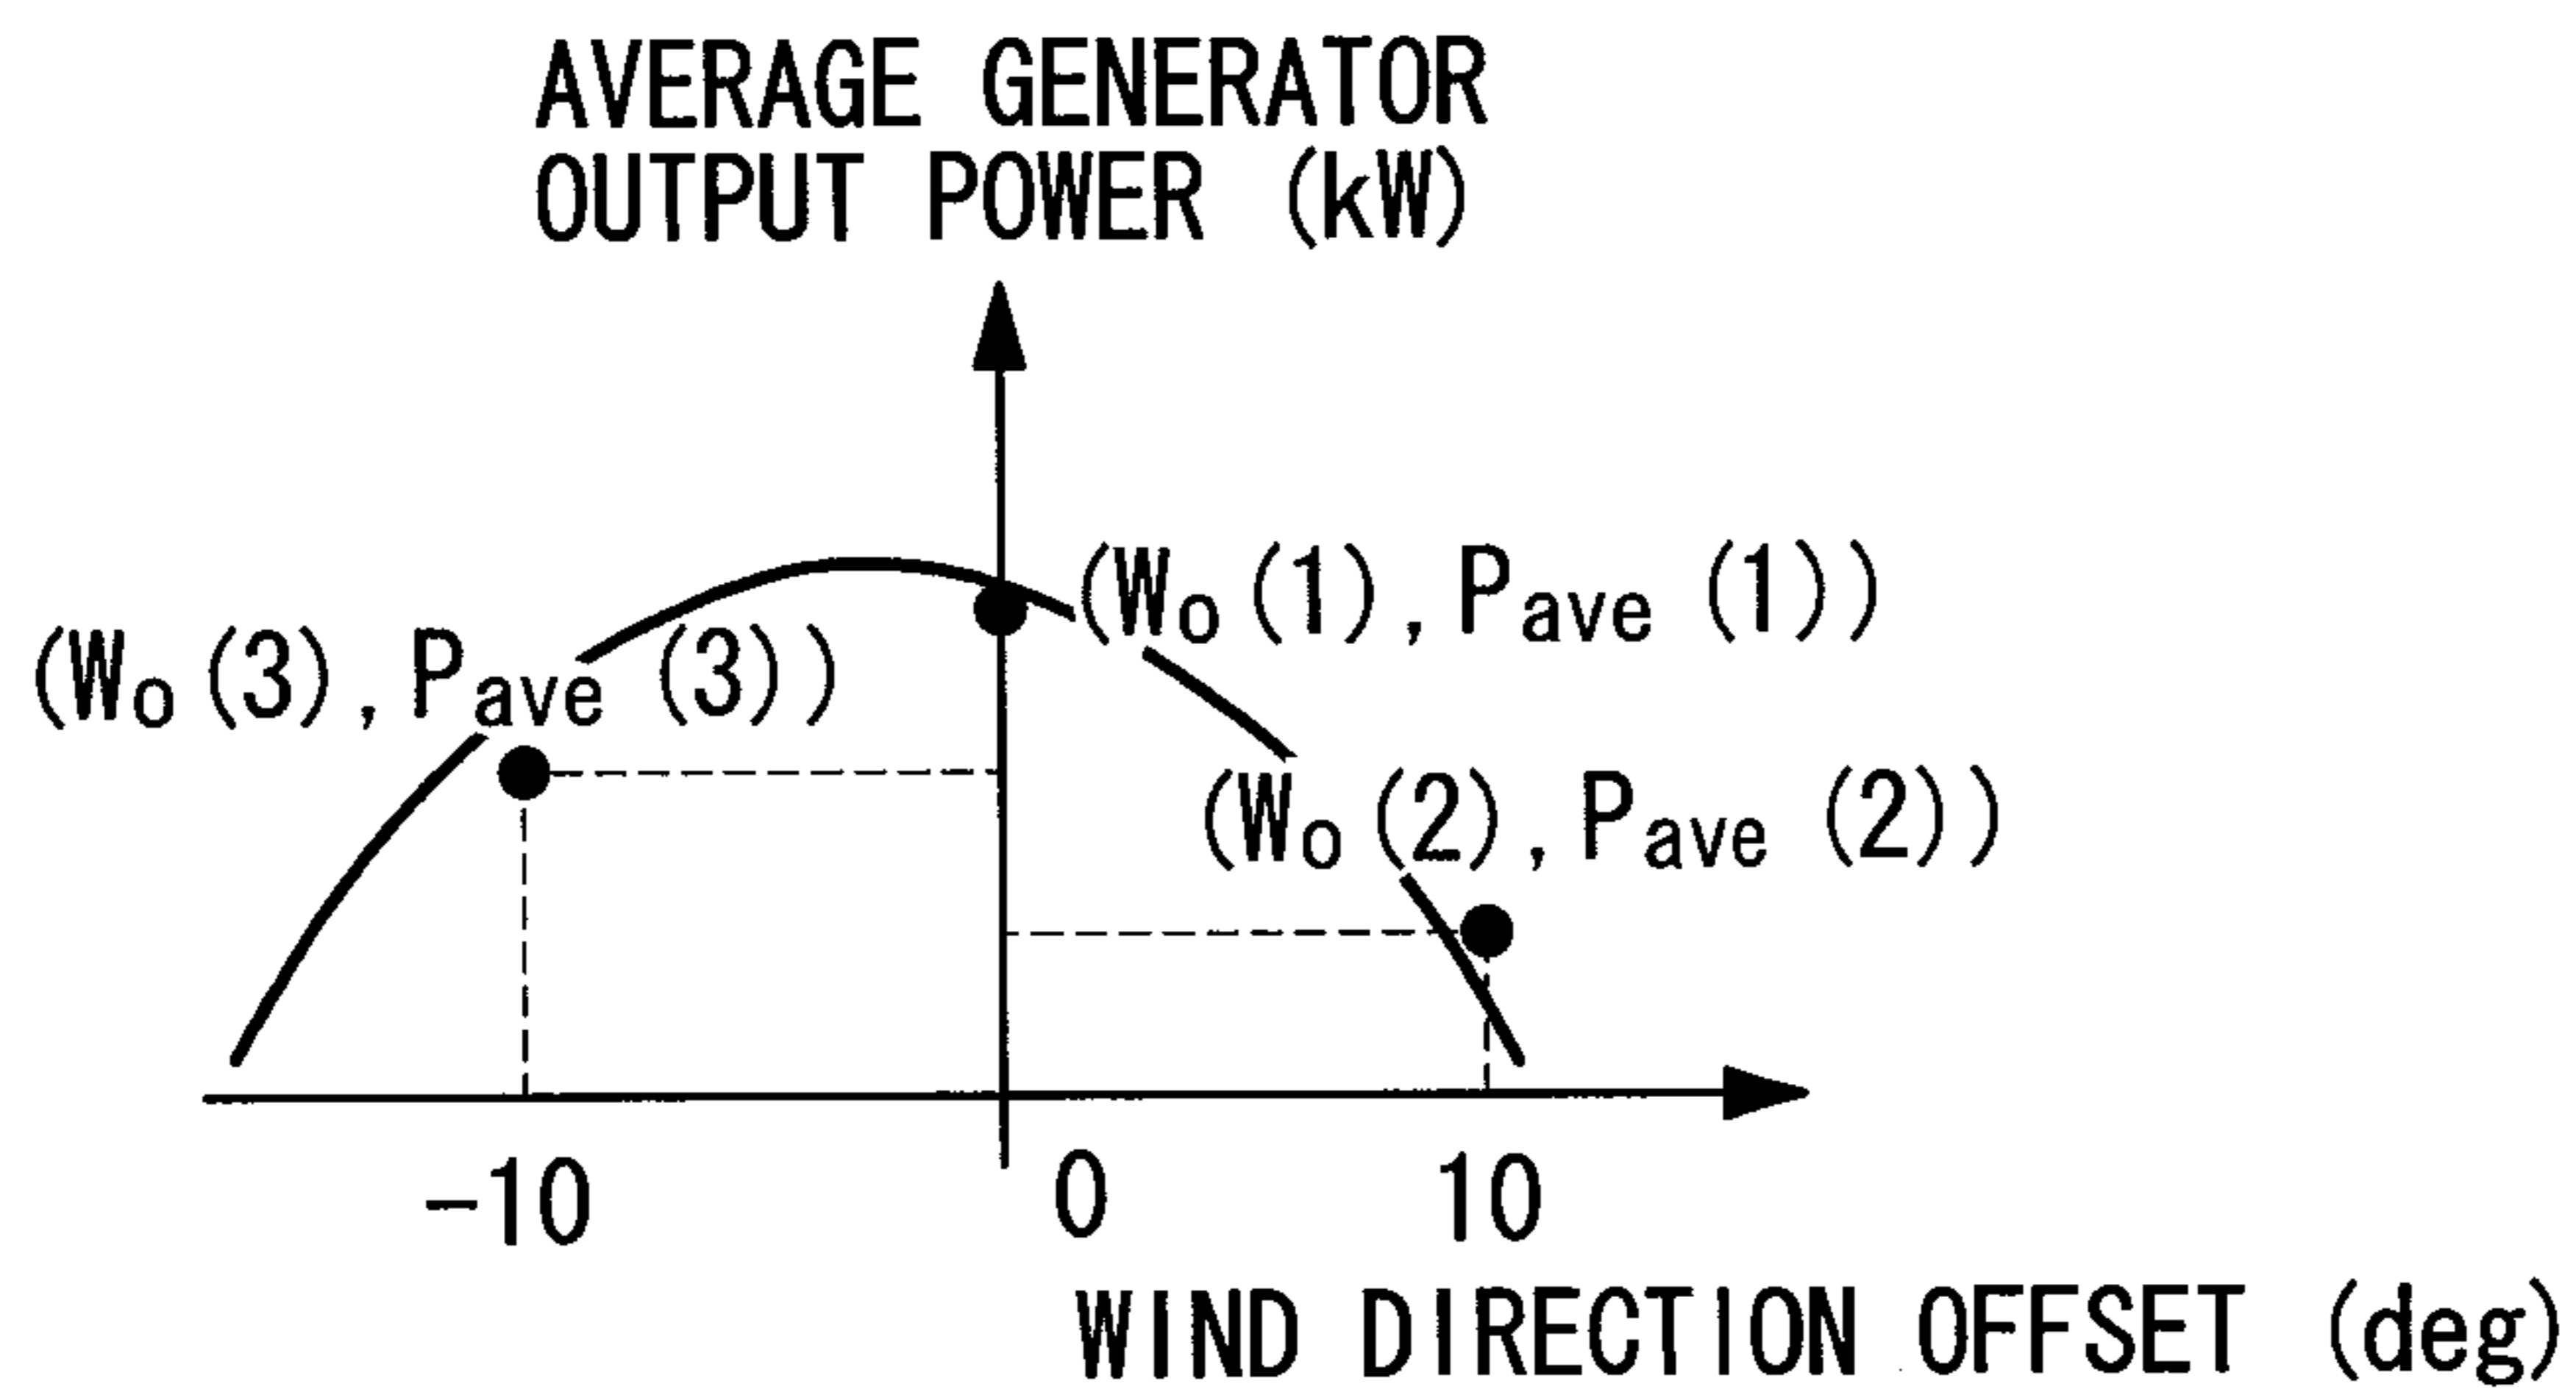 AVERAGE GENERATOR
OUTPUT POWER (kW)
(Wo (1), Pave (1))
(Wo (3), Pave (3))
(Wo (2), Pave (2))
-10
0
10
WIND DIRECTION OFFSET (deg)